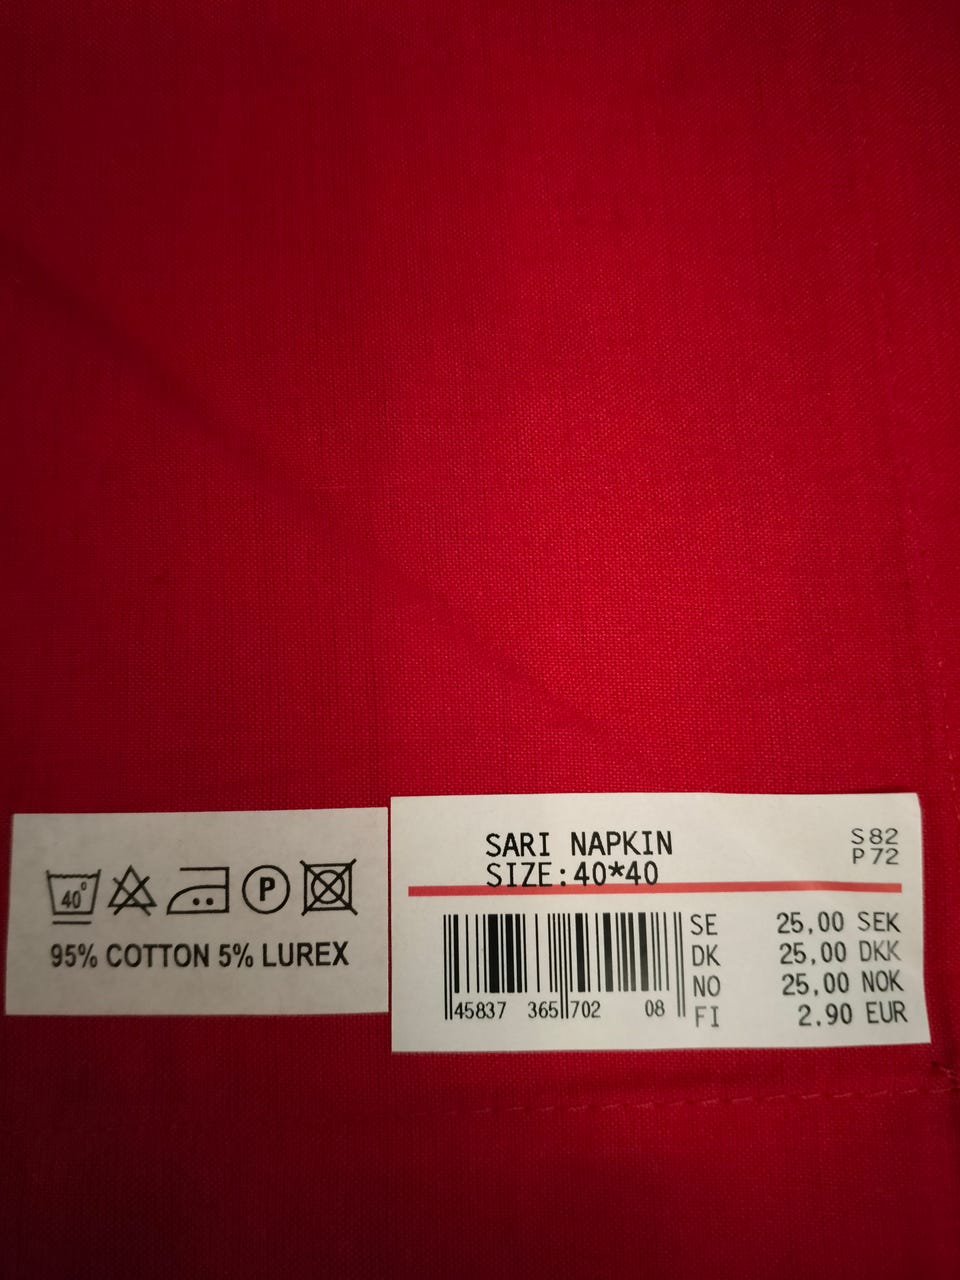 40°
P
95% COTTON 5% LUREX
SARI NAPKIN
SIZE:40*40
S82
P72
45837 365 702 08
SE 25,00 SEK
DK 25,00 DKK
NO 25,00 NOK
FI 2.90 EUR